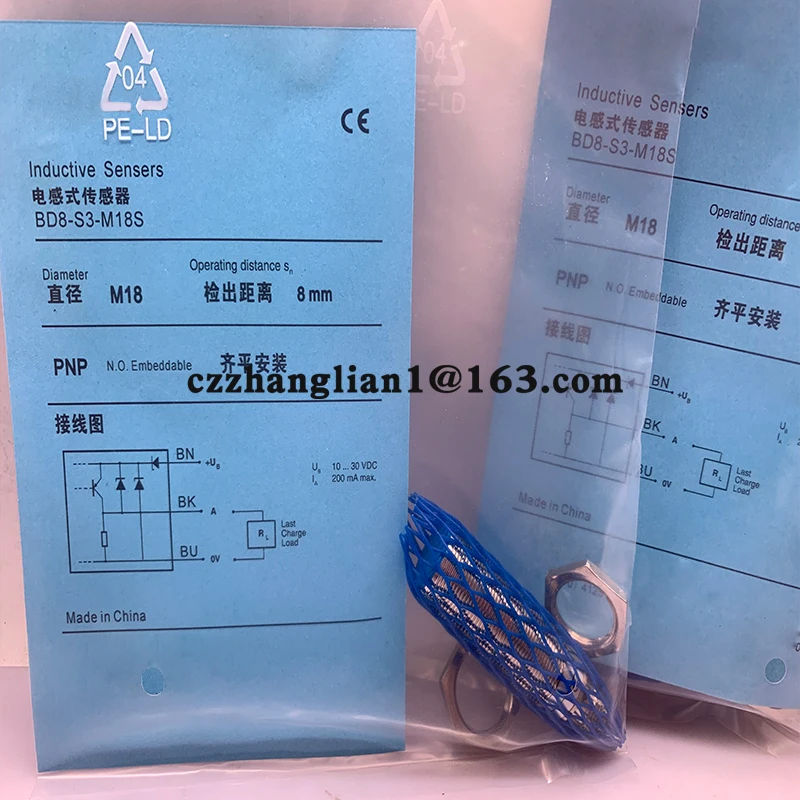 04
PE-LD
CE
Inductive Sensers
电感式传感器
BD8-S3-M18S
Diameter
直径 M18
Operating distance sn
检出距离 8mm
PNP N.O. Embeddable 齐平安装
接线图
BN +UB
BK A
BU 0V
RL
Last
Charge
Load
UB 10 ... 30 VDC
IA 200 mA max.
Made in China
czzhanglian1@163.com
04
PE-LD
Inductive Sensers
电感式传感器
BD8-S3-M18S
Diameter
直径 M18
Operating distance
检出距离
PNP N.O. Embeddable 齐平安装
接线图
BN +UB
BK A
BU 0V
RL
Last
Charge
Load
UB
IA
Made in China